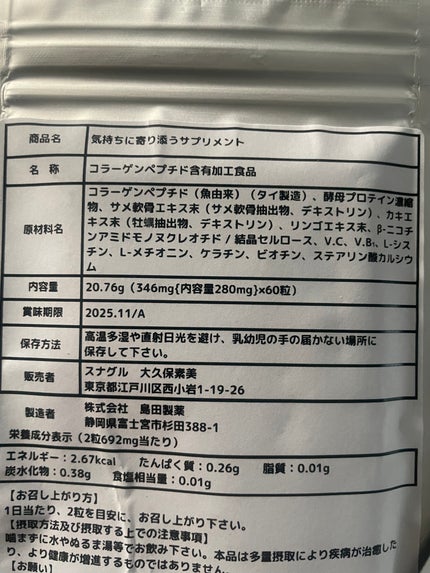 商品名 気持ちに寄り添うサプリメント
名 称 コラーゲンペプチド含有加工食品
原材料名 コラーゲンペプチド（魚由来）（タイ製造）、酵母プロテイン濃縮
物、サメ軟骨エキス末（サメ軟骨抽出物、デキストリン）、カキエ
キス末（牡蠣抽出物、デキストリン）、リンゴエキス末、β-ニコチ
ンアミドモノヌクレオチド / 結晶セルロース、V.C、V.B₁、L-シス
チン、L-メチオニン、ケラチン、ビオチン、ステアリン酸カルシウ
ム
内容量 20.76g（346mg{内容量280mg}×60粒）
賞味期限 2025.11/A
保存方法 高温多湿や直射日光を避け、乳幼児の手の届かない場所に
保存して下さい。
販売者 スナグル 大久保素美
東京都江戸川区西小岩1-19-26
製造者 株式会社 島田製薬
静岡県富士宮市杉田388-1
栄養成分表示（2粒692mg当たり）
エネルギー：2.67kcal たんぱく質：0.26g 脂質：0.01g
炭水化物：0.38g 食塩相当量：0.01g
【お召し上がり方】
1日当たり、2粒を目安に、お召し上がり下さい。
【摂取方法及び摂取する上での注意事項】
噛まずに水やぬるま湯等でお飲み下さい。本品は多量摂取により疾病が治癒した
り、より健康が増進するものではありません。
【お願い】